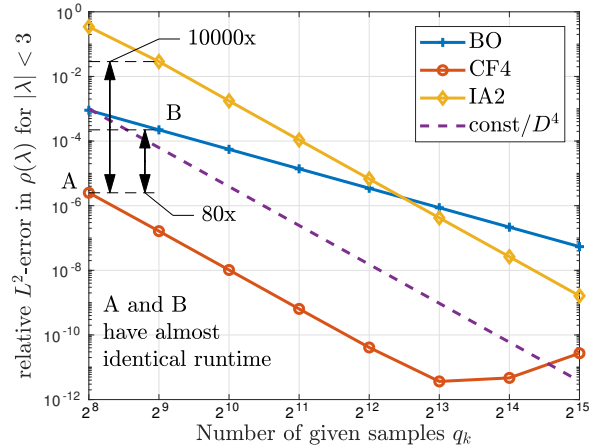 10^0
10^-2
10^-4
10^-6
10^-8
10^-10
10^-12
relative L^2-error in ρ(λ) for |λ| < 3
10000x
B
A
80x
A and B
have almost
identical runtime
BO
CF4
IA2
const/D^4
2^8 2^9 2^10 2^11 2^12 2^13 2^14 2^15
Number of given samples q_k